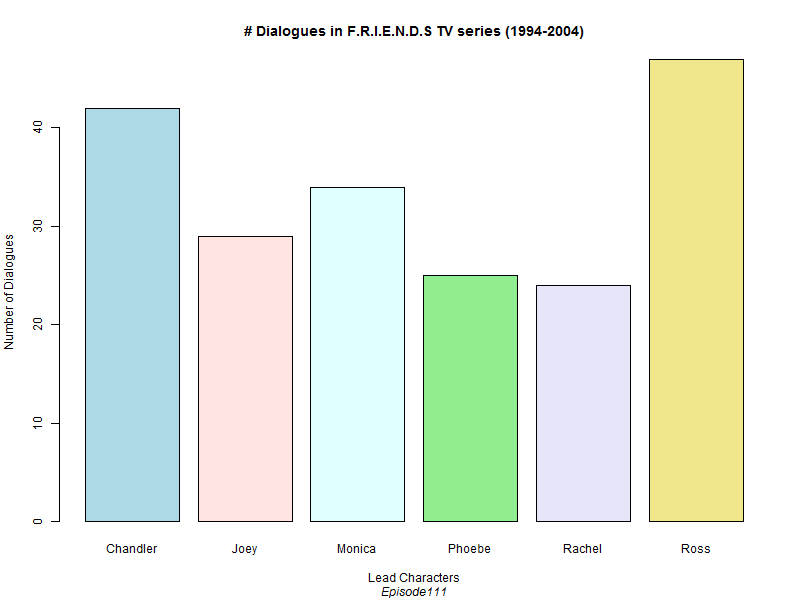 # Dialogues in F.R.I.E.N.D.S TV series (1994-2004)
Number of Dialogues
40
30
20
10
0
Chandler Joey Monica Phoebe Rachel Ross
Lead Characters
Episode111